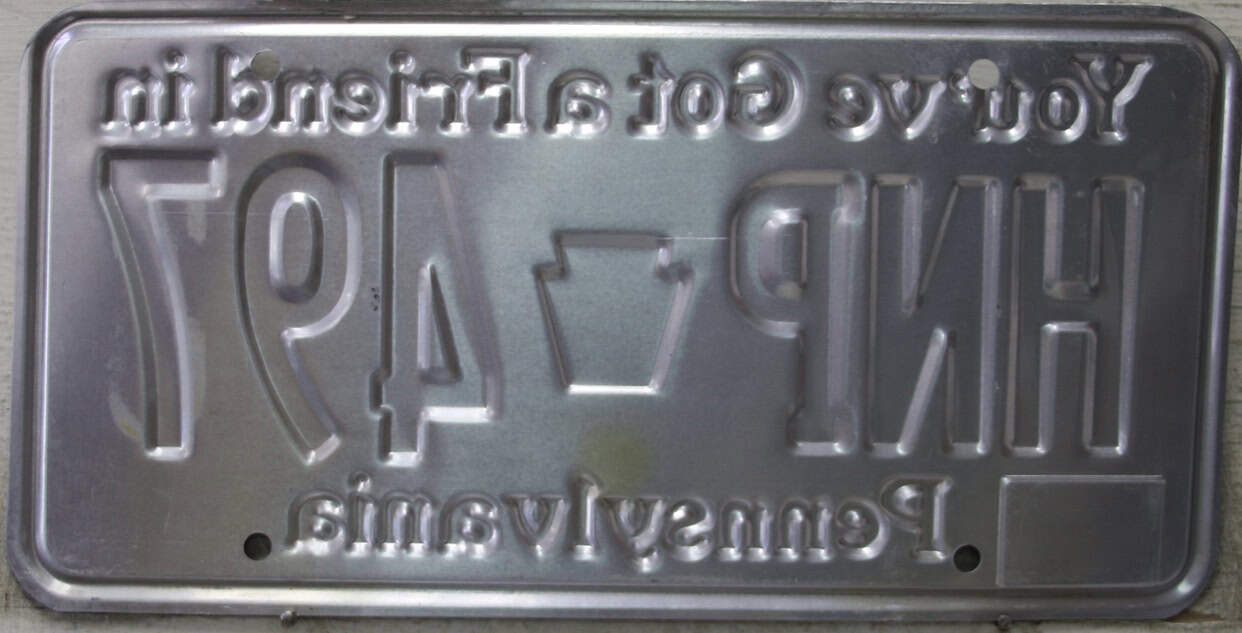 You've Got a Friend in
HNP 497
Pennsylvania